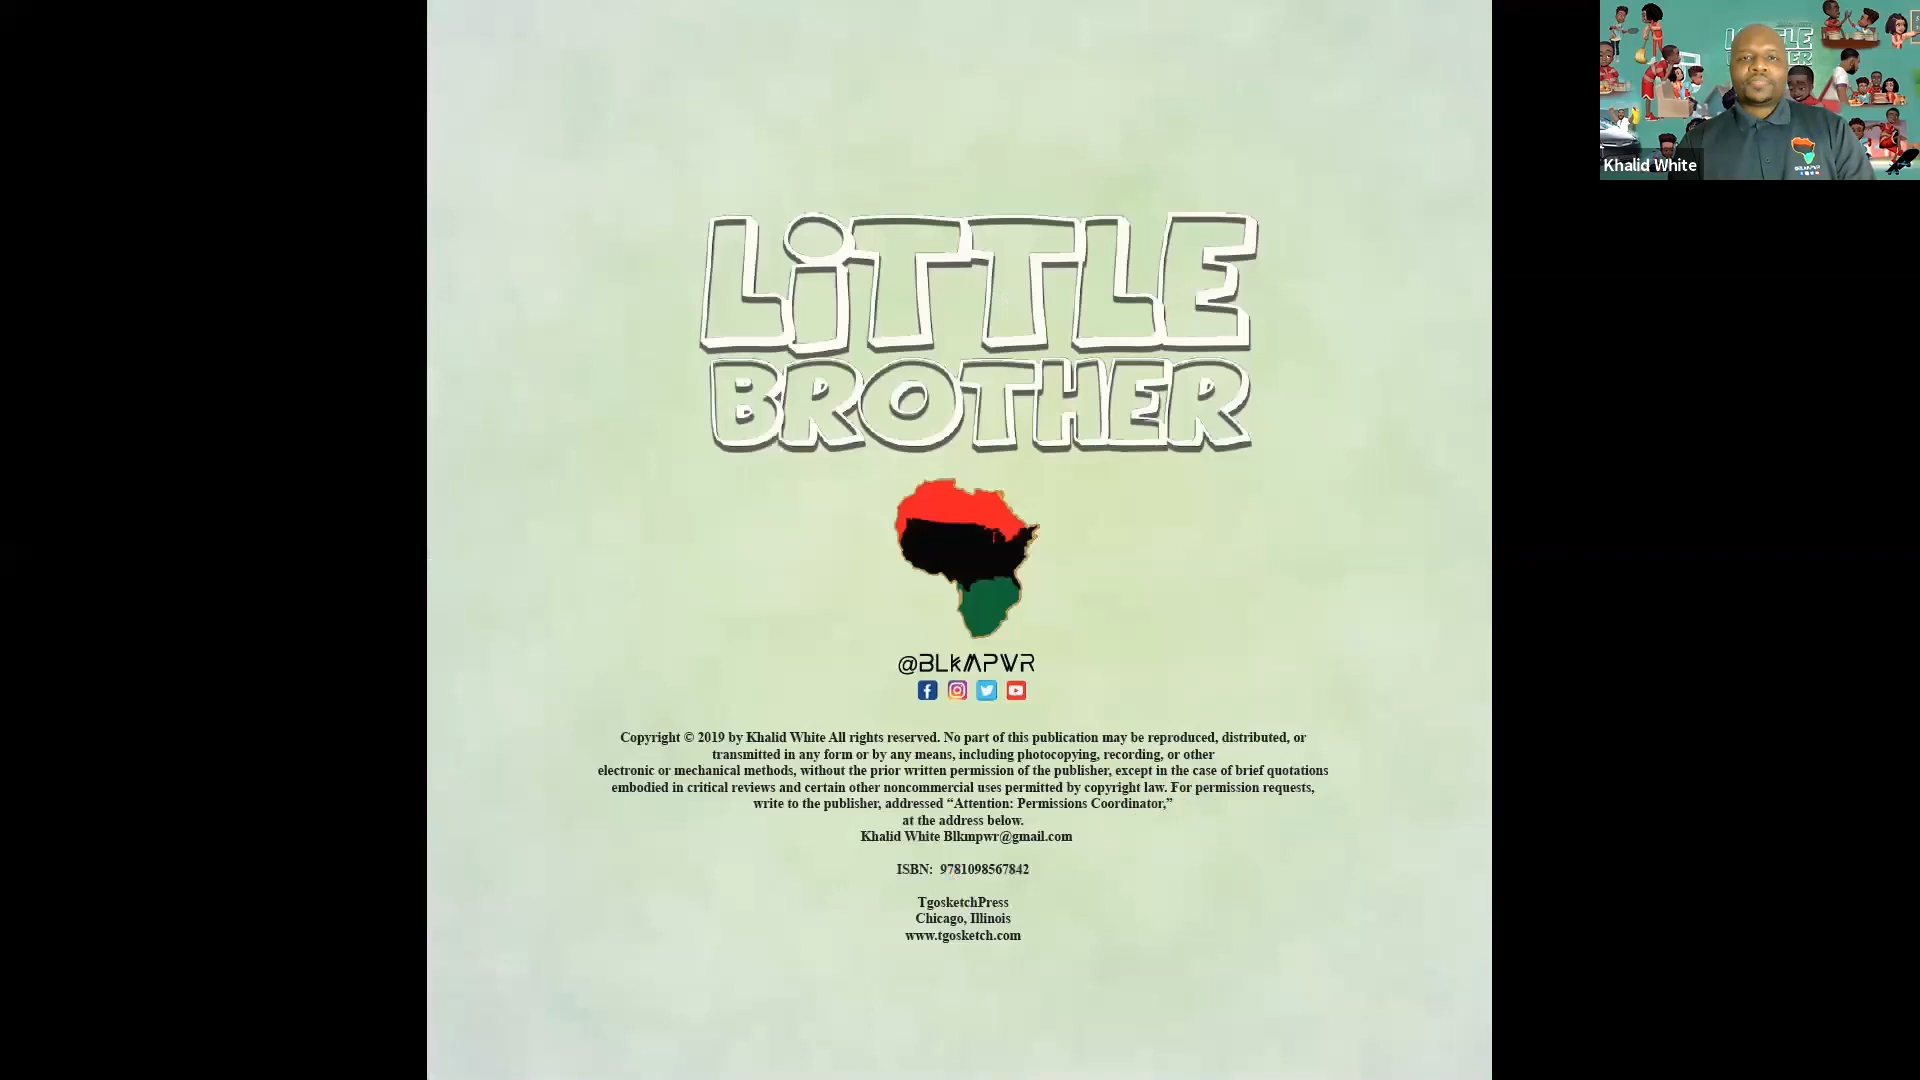 LiTTLE
BROTHER
@BLKMPWR
Copyright © 2019 by Khalid White All rights reserved. No part of this publication may be reproduced, distributed, or
transmitted in any form or by any means, including photocopying, recording, or other
electronic or mechanical methods, without the prior written permission of the publisher, except in the case of brief quotations
embodied in critical reviews and certain other noncommercial uses permitted by copyright law. For permission requests,
write to the publisher, addressed “Attention: Permissions Coordinator,”
at the address below.
Khalid White Blkmpwr@gmail.com
ISBN: 9781098567842
TgosketchPress
Chicago, Illinois
www.tgosketch.com
Khalid White